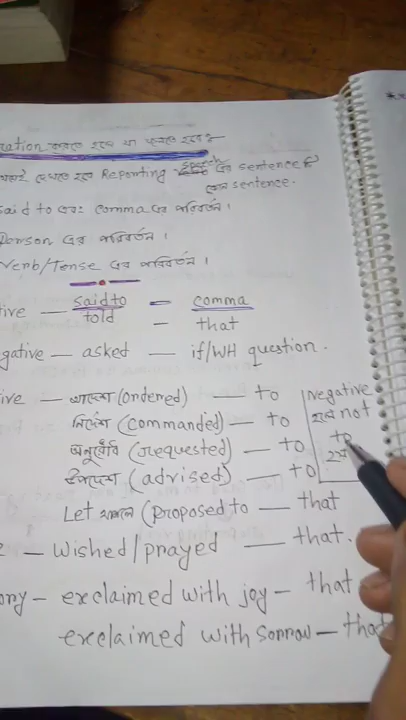 ration করতে হলে যা জানতে হবে ঃ
দেখতে হবে Reporting speech এর sentence টি কোন sentence.
said to এবং comma এর পরিবর্তন।
Person এর পরিবর্তন।
Verb/Tense এর পরিবর্তন।
said to — comma
ive — told — that
gative — asked — if/WH question.
ive — আদেশ (ordered) — to
নির্দেশ (commanded) — to
অনুরোধ (requested) — to
উপদেশ (advised) — to
Negative
হলে not
to
হয়
Let থাকলে (proposed to — that
— wished/prayed — that.
ory — exclaimed with joy — that
exclaimed with sorrow — that